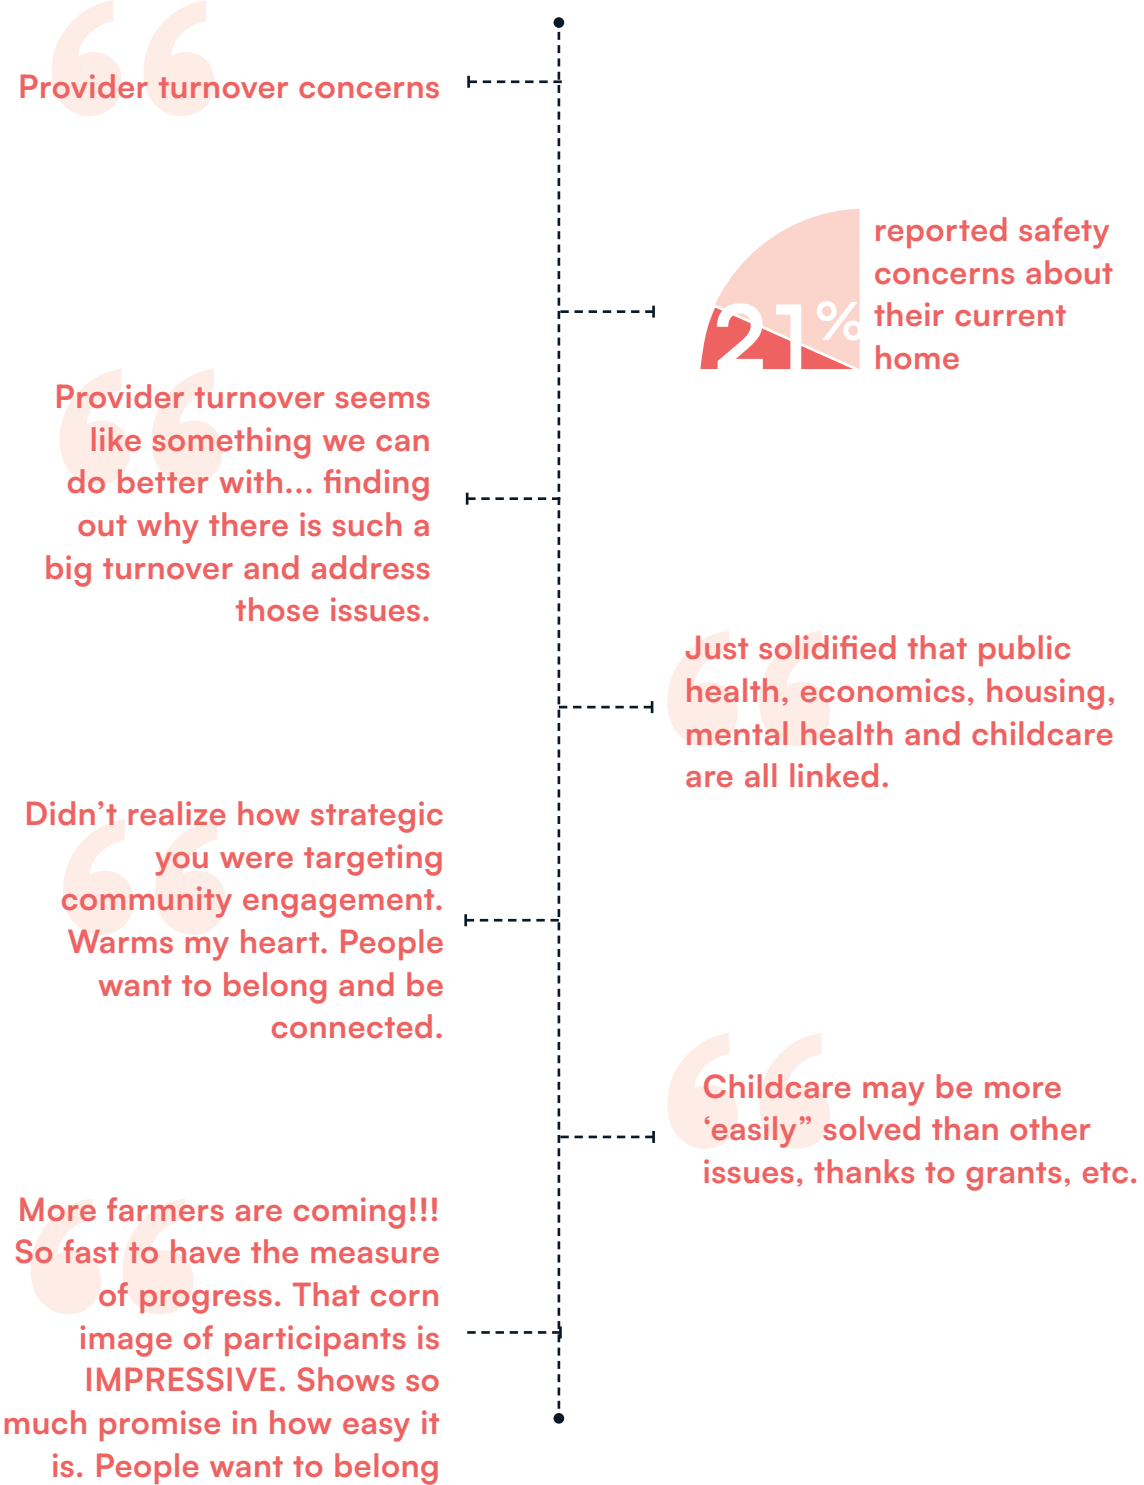 Provider turnover concerns
21%
reported safety
concerns about
their current
home
Provider turnover seems
like something we can
do better with... finding
out why there is such a
big turnover and address
those issues.
Just solidified that public
health, economics, housing,
mental health and childcare
are all linked.
Didn’t realize how strategic
you were targeting
community engagement.
Warms my heart. People
want to belong and be
connected.
Childcare may be more
‘easily” solved than other
issues, thanks to grants, etc.
More farmers are coming!!!
So fast to have the measure
of progress. That corn
image of participants is
IMPRESSIVE. Shows so
much promise in how easy it
is. People want to belong